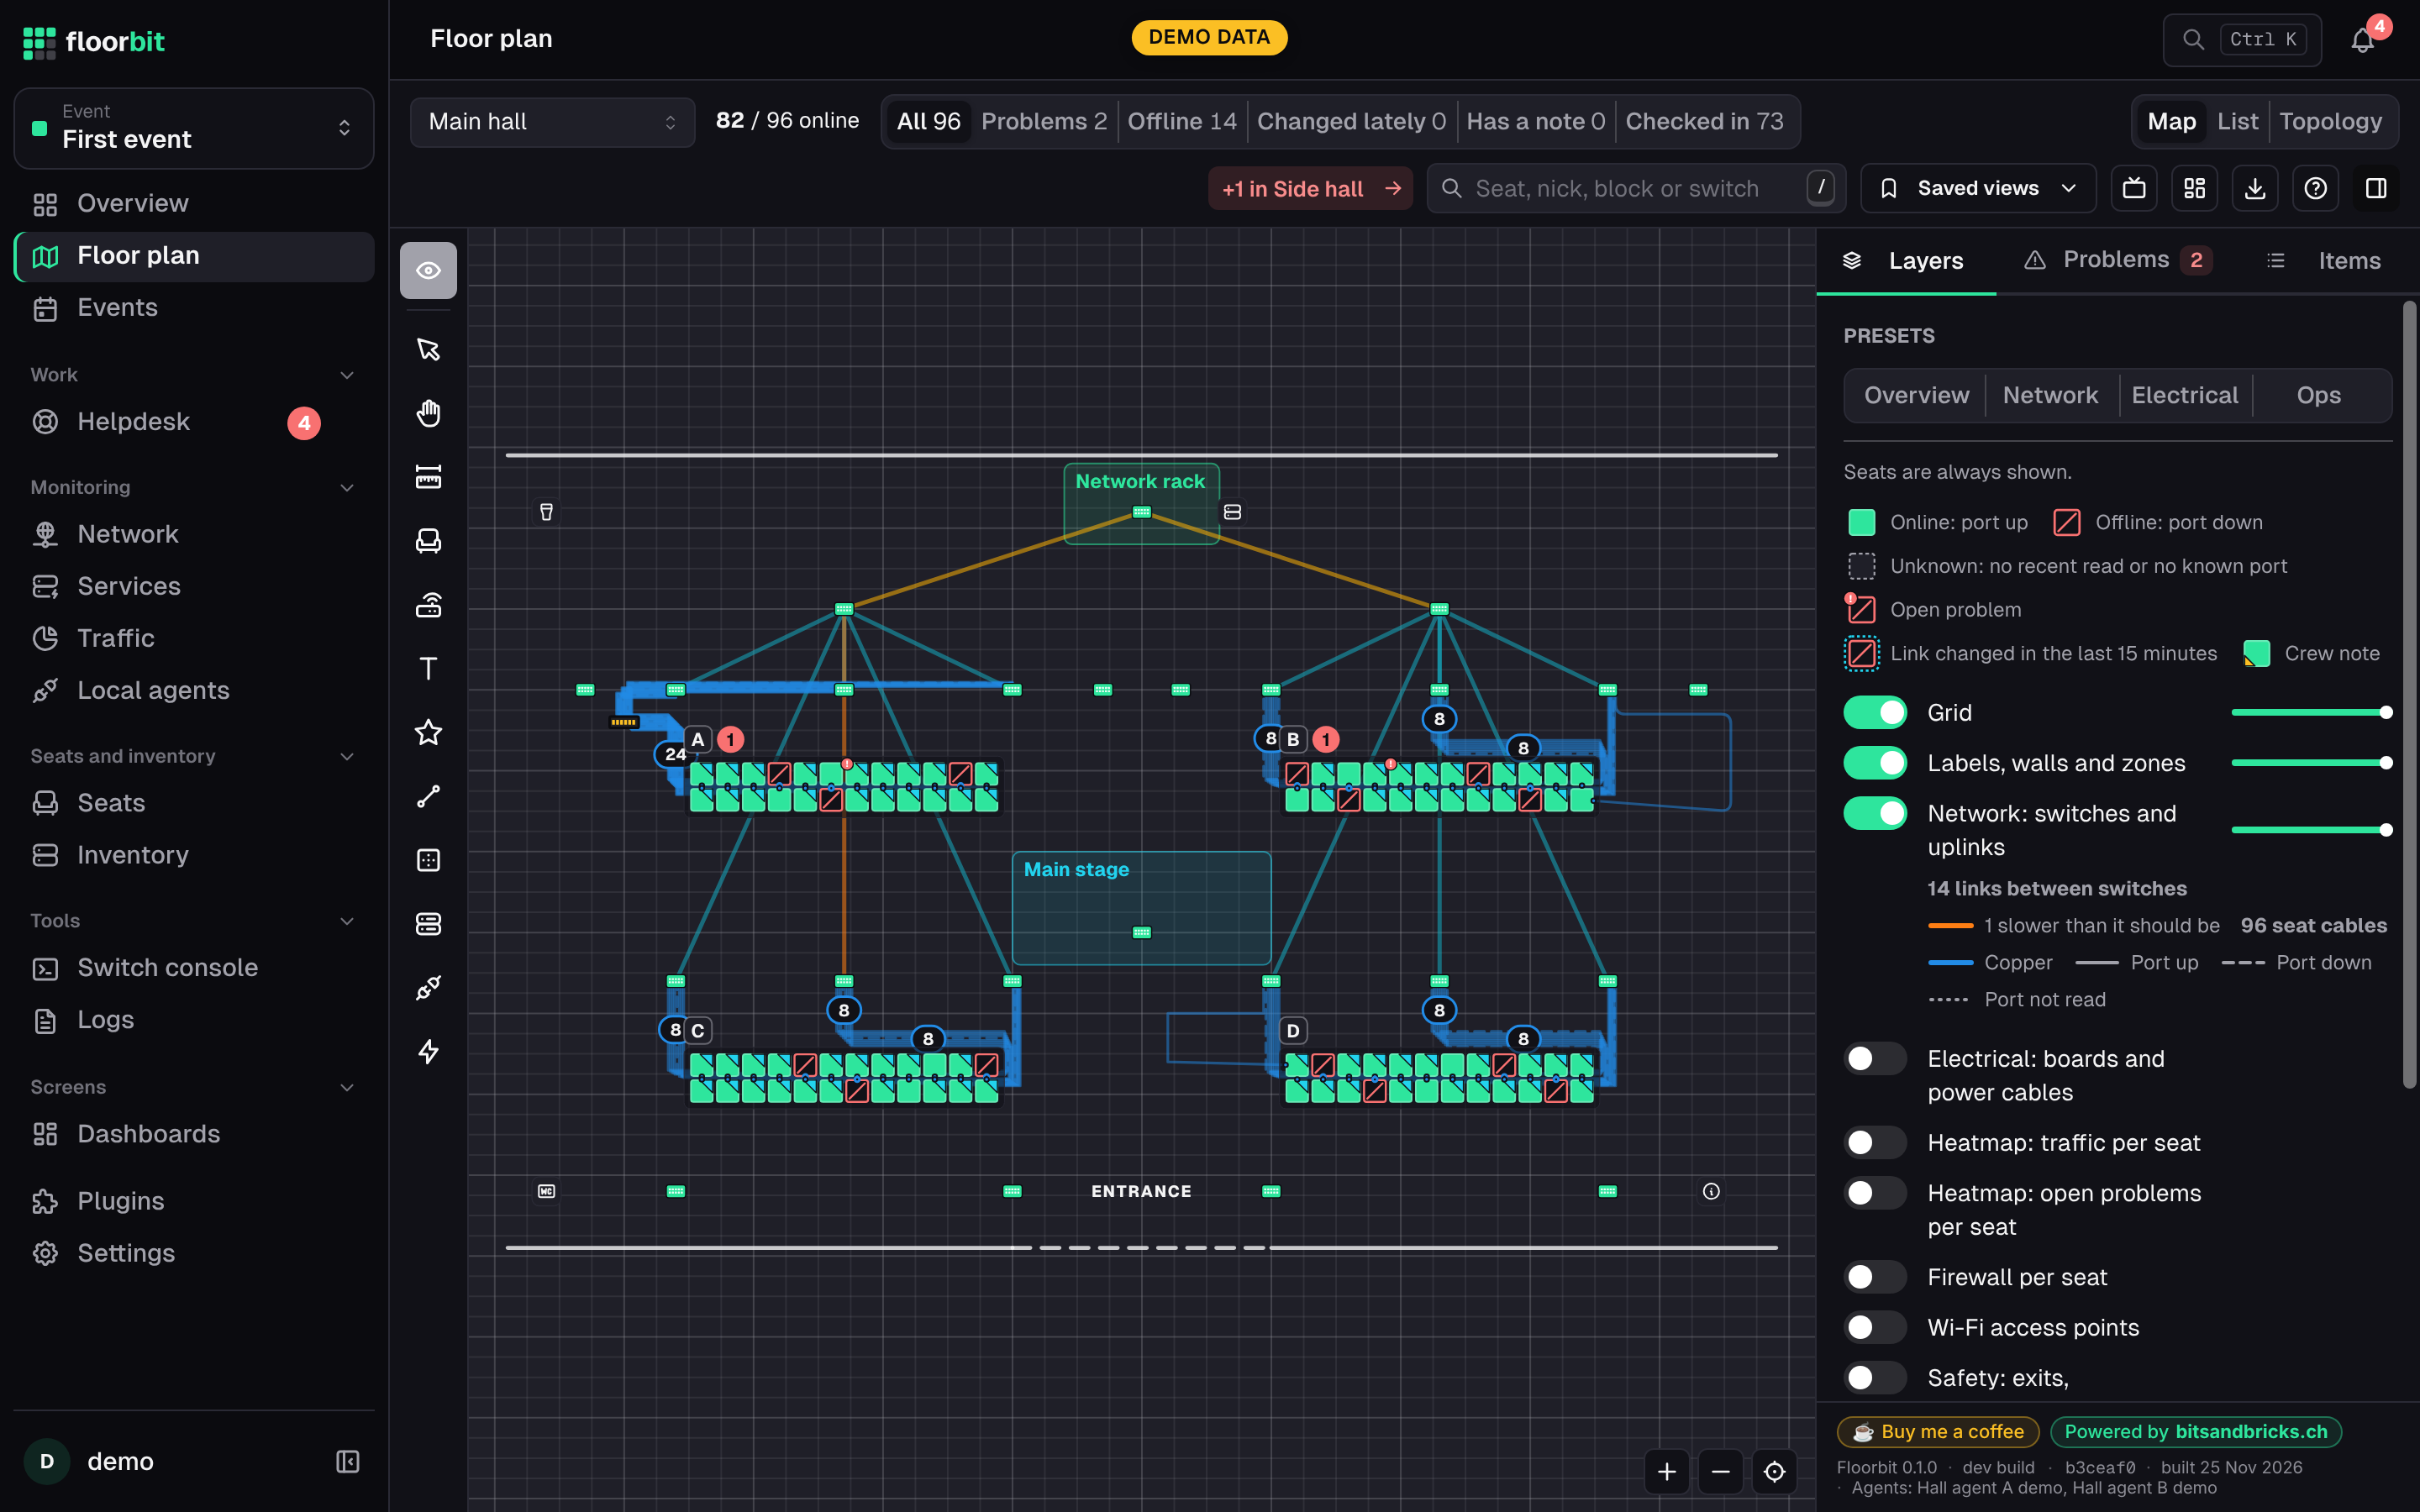 floorbit
Event
First event
Overview
Floor plan
Events
Work
Helpdesk 4
Monitoring
Network
Services
Traffic
Local agents
Seats and inventory
Seats
Inventory
Tools
Switch console
Logs
Screens
Dashboards
Plugins
Settings
D demo
Floor plan
DEMO DATA
Ctrl K
4
Main hall
82 / 96 online
All 96
Problems 2
Offline 14
Changed lately 0
Has a note 0
Checked in 73
Map
List
Topology
+1 in Side hall →
Seat, nick, block or switch /
Saved views
Network rack
8
24 A 1
8 B 1
8
Main stage
8
8
8 C
8
8
D
WC
ENTRANCE
Layers
Problems 2
Items
PRESETS
Overview
Network
Electrical
Ops
Seats are always shown.
Online: port up
Offline: port down
Unknown: no recent read or no known port
Open problem
Link changed in the last 15 minutes
Crew note
Grid
Labels, walls and zones
Network: switches and
uplinks
14 links between switches
1 slower than it should be
96 seat cables
Copper
Port up
Port down
Port not read
Electrical: boards and
power cables
Heatmap: traffic per seat
Heatmap: open problems
per seat
Firewall per seat
Wi-Fi access points
Safety: exits,
Buy me a coffee
Powered by bitsandbricks.ch
Floorbit 0.1.0 · dev build · b3ceaf0 · built 25 Nov 2026
· Agents: Hall agent A demo, Hall agent B demo